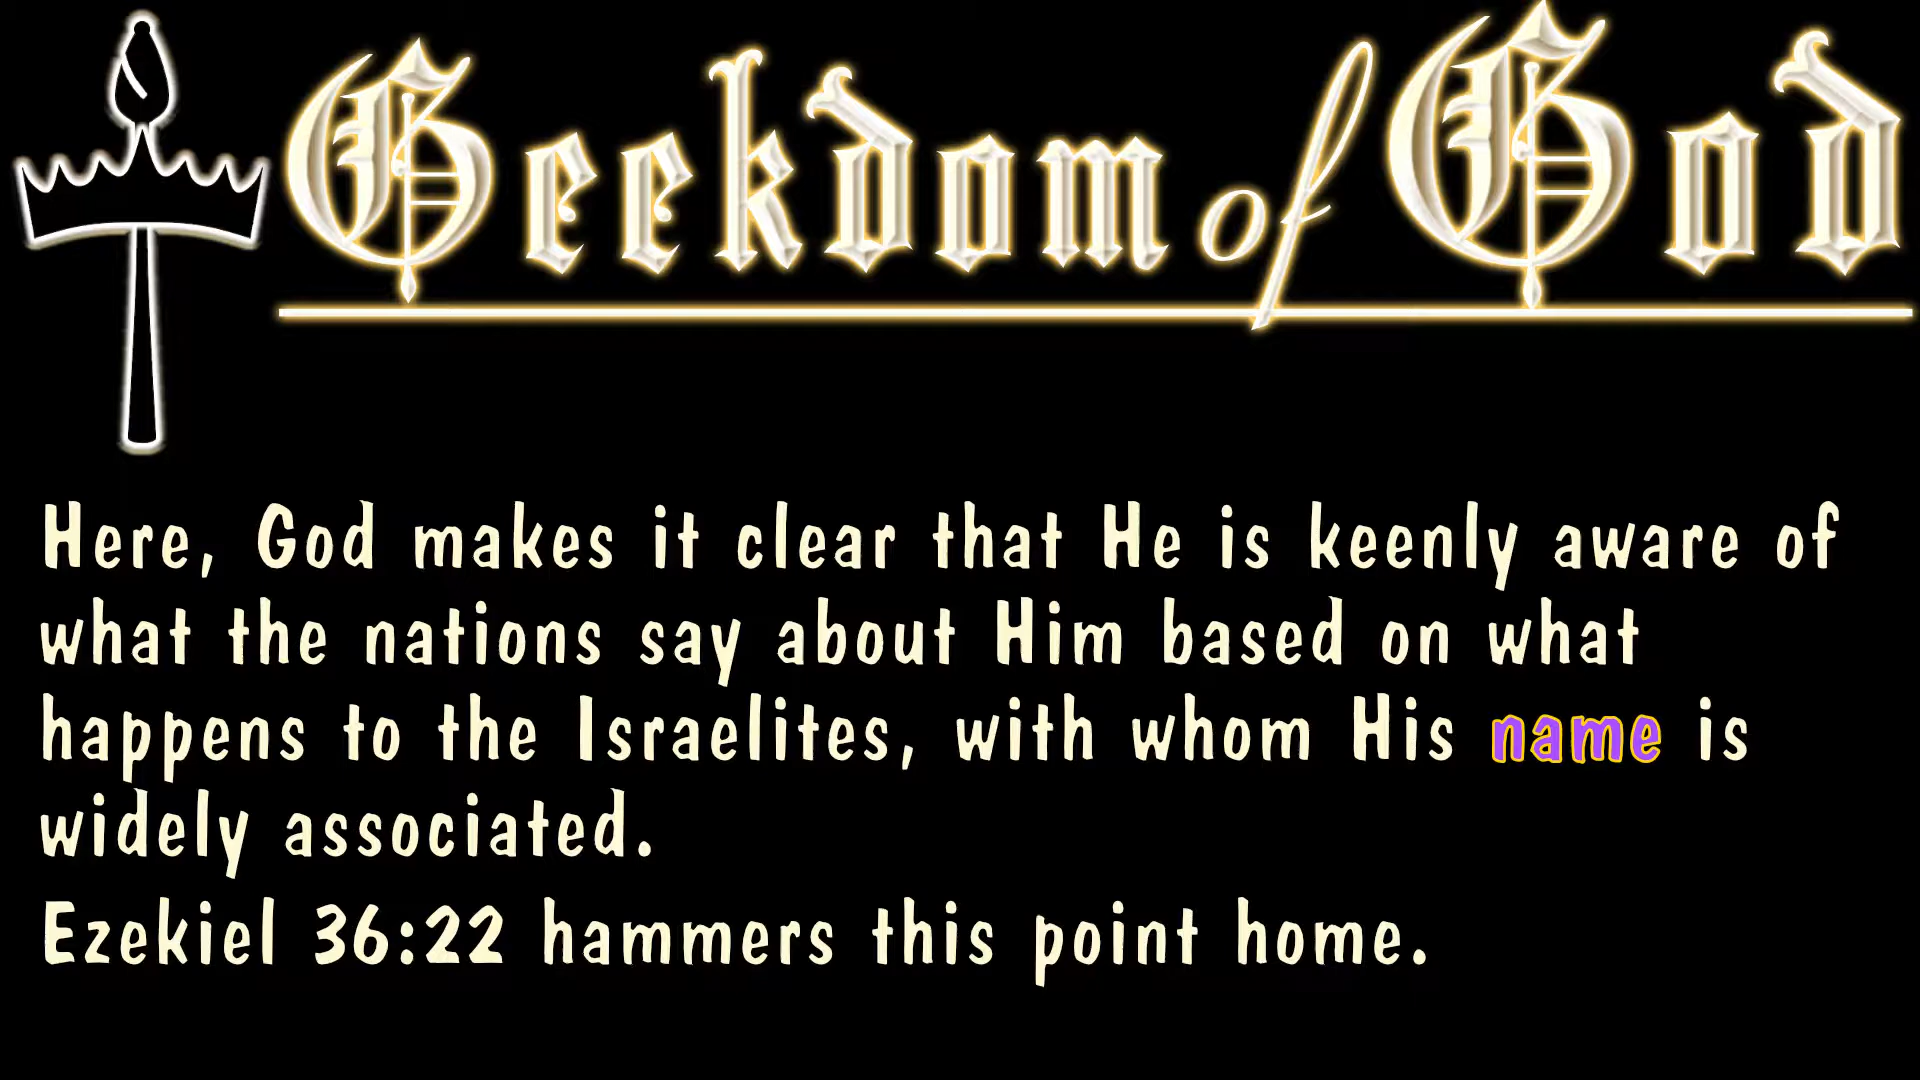 Geekdom of God
Here, God makes it clear that He is keenly aware of
what the nations say about Him based on what
happens to the Israelites, with whom His name is
widely associated.
Ezekiel 36:22 hammers this point home.